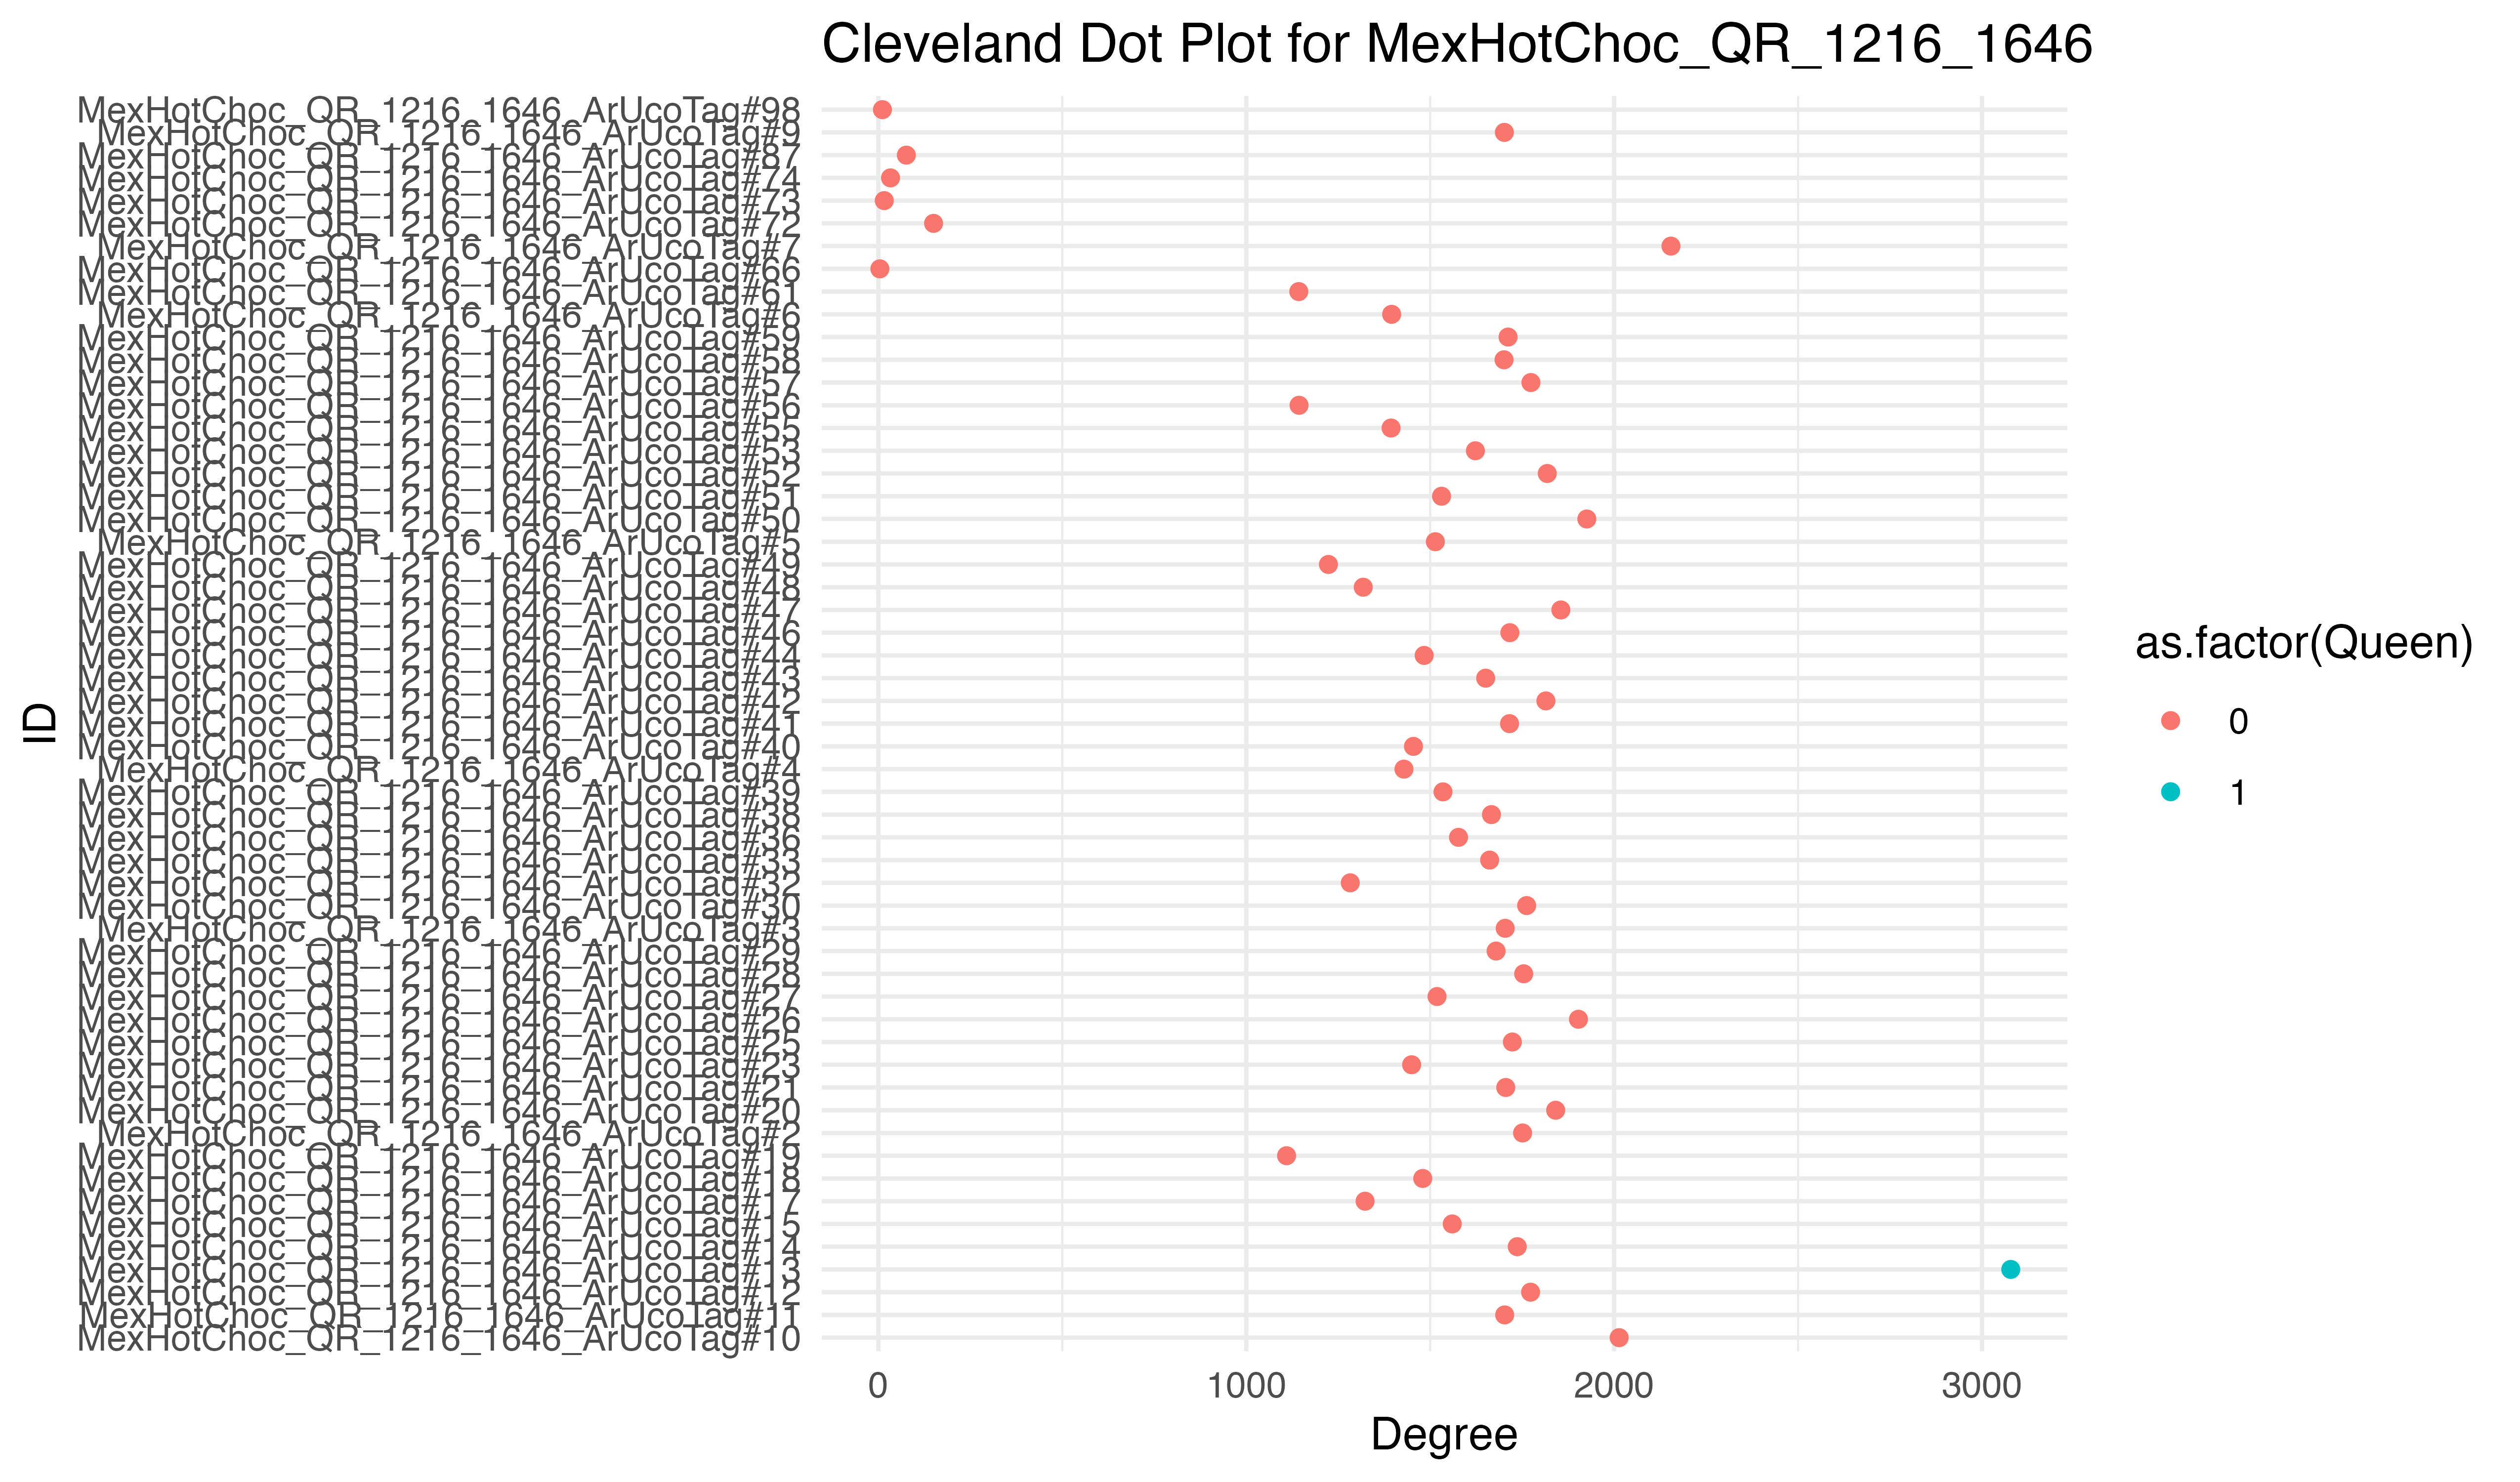 Cleveland Dot Plot for MexHotChoc_QR_1216_1646
MexHotChoc_QR_1216_1646_ArUcoTag#98
MexHotChoc_QR_1216_1646_ArUcoTag#9
MexHotChoc_QR_1216_1646_ArUcoTag#87
MexHotChoc_QR_1216_1646_ArUcoTag#74
MexHotChoc_QR_1216_1646_ArUcoTag#73
MexHotChoc_QR_1216_1646_ArUcoTag#72
MexHotChoc_QR_1216_1646_ArUcoTag#7
MexHotChoc_QR_1216_1646_ArUcoTag#66
MexHotChoc_QR_1216_1646_ArUcoTag#61
MexHotChoc_QR_1216_1646_ArUcoTag#6
MexHotChoc_QR_1216_1646_ArUcoTag#59
MexHotChoc_QR_1216_1646_ArUcoTag#58
MexHotChoc_QR_1216_1646_ArUcoTag#57
MexHotChoc_QR_1216_1646_ArUcoTag#56
MexHotChoc_QR_1216_1646_ArUcoTag#55
MexHotChoc_QR_1216_1646_ArUcoTag#53
MexHotChoc_QR_1216_1646_ArUcoTag#52
MexHotChoc_QR_1216_1646_ArUcoTag#51
MexHotChoc_QR_1216_1646_ArUcoTag#50
MexHotChoc_QR_1216_1646_ArUcoTag#5
MexHotChoc_QR_1216_1646_ArUcoTag#49
MexHotChoc_QR_1216_1646_ArUcoTag#48
MexHotChoc_QR_1216_1646_ArUcoTag#47
MexHotChoc_QR_1216_1646_ArUcoTag#46
MexHotChoc_QR_1216_1646_ArUcoTag#44
MexHotChoc_QR_1216_1646_ArUcoTag#43
MexHotChoc_QR_1216_1646_ArUcoTag#42
MexHotChoc_QR_1216_1646_ArUcoTag#41
MexHotChoc_QR_1216_1646_ArUcoTag#40
MexHotChoc_QR_1216_1646_ArUcoTag#4
MexHotChoc_QR_1216_1646_ArUcoTag#39
MexHotChoc_QR_1216_1646_ArUcoTag#38
MexHotChoc_QR_1216_1646_ArUcoTag#36
MexHotChoc_QR_1216_1646_ArUcoTag#33
MexHotChoc_QR_1216_1646_ArUcoTag#32
MexHotChoc_QR_1216_1646_ArUcoTag#30
MexHotChoc_QR_1216_1646_ArUcoTag#3
MexHotChoc_QR_1216_1646_ArUcoTag#29
MexHotChoc_QR_1216_1646_ArUcoTag#28
MexHotChoc_QR_1216_1646_ArUcoTag#27
MexHotChoc_QR_1216_1646_ArUcoTag#26
MexHotChoc_QR_1216_1646_ArUcoTag#25
MexHotChoc_QR_1216_1646_ArUcoTag#23
MexHotChoc_QR_1216_1646_ArUcoTag#21
MexHotChoc_QR_1216_1646_ArUcoTag#20
MexHotChoc_QR_1216_1646_ArUcoTag#2
MexHotChoc_QR_1216_1646_ArUcoTag#19
MexHotChoc_QR_1216_1646_ArUcoTag#18
MexHotChoc_QR_1216_1646_ArUcoTag#17
MexHotChoc_QR_1216_1646_ArUcoTag#15
MexHotChoc_QR_1216_1646_ArUcoTag#14
MexHotChoc_QR_1216_1646_ArUcoTag#13
MexHotChoc_QR_1216_1646_ArUcoTag#12
MexHotChoc_QR_1216_1646_ArUcoTag#11
MexHotChoc_QR_1216_1646_ArUcoTag#10
ID
0 1000 2000 3000
Degree
as.factor(Queen)
0
1